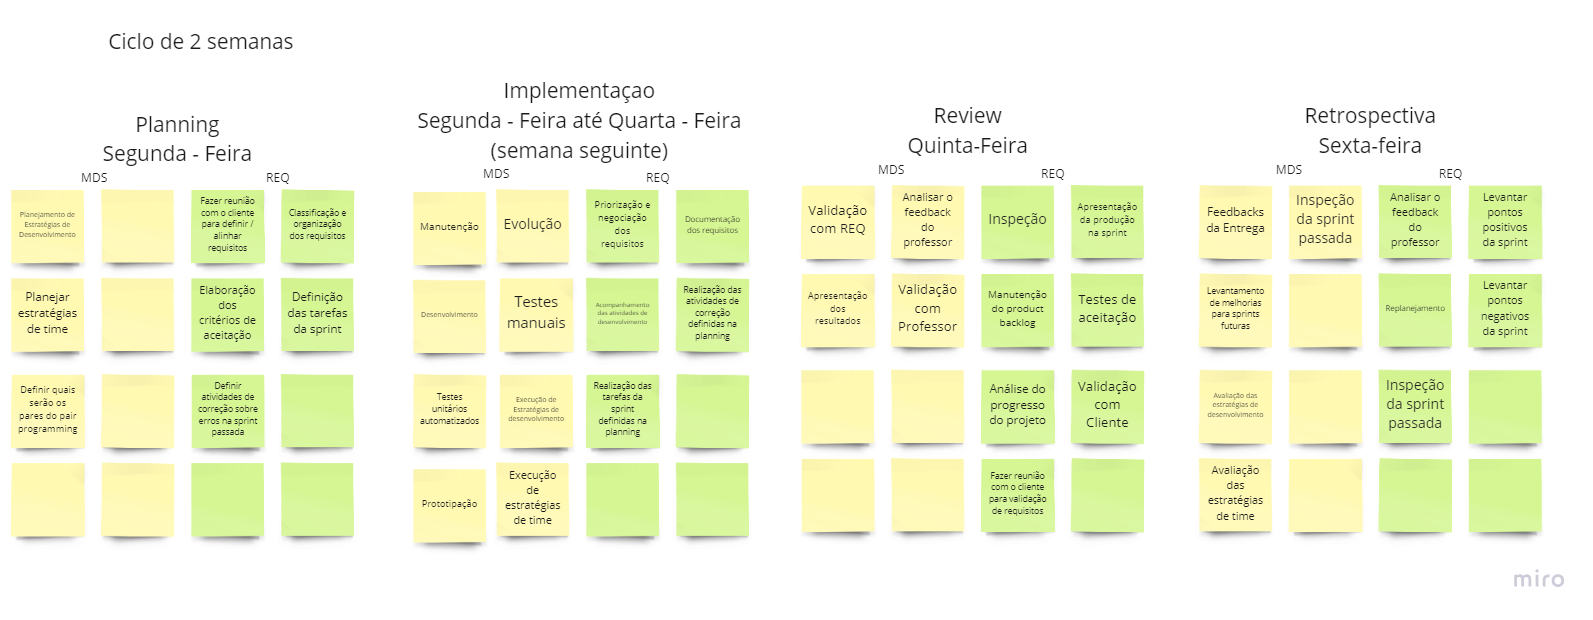 Ciclo de 2 semanas
Planning
Segunda - Feira
MDS
REQ
Planejamento de
Estratégias de
Desenvolvimento
Fazer reunião
com o cliente
para definir /
alinhar
requisitos
Classificação e
organização
dos requisitos
Planejar
estratégias
de time
Elaboração
dos
critérios de
aceitação
Definição
das tarefas
da sprint
Definir quais
serão os
pares do pair
programming
Definir
atividades de
correção sobre
erros na sprint
passada
Implementaçao
Segunda - Feira até Quarta - Feira
(semana seguinte)
MDS
REQ
Manutenção
Evolução
Priorização e
negociação
dos
requisitos
Documentação
dos requisitos
Desenvolvimento
Testes
manuais
Acompanhamento
das atividades de
desenvolvimento
Realização das
atividades de
correção
definidas na
planning
Testes
unitários
automatizados
Execução de
Estratégias de
desenvolvimento
Realização das
tarefas da
sprint
definidas na
planning
Prototipação
Execução
de
estratégias
de time
Review
Quinta-Feira
MDS
REQ
Validação
com REQ
Analisar o
feedback
do
professor
Inspeção
Apresentação
da produção
na sprint
Apresentação
dos
resultados
Validação
com
Professor
Manutenção
do product
backlog
Testes de
aceitação
Análise do
progresso
do projeto
Validação
com
Cliente
Fazer reunião
com o cliente
para validação
de requisitos
Retrospectiva
Sexta-feira
MDS
REQ
Feedbacks
da Entrega
Inspeção
da sprint
passada
Analisar o
feedback
do
professor
Levantar
pontos
positivos
da sprint
Levantamento
de melhorias
para sprints
futuras
Replanejamento
Levantar
pontos
negativos
da sprint
Avaliação das
estratégias de
desenvolvimento
Inspeção
da sprint
passada
Avaliação
das
estratégias
de time
miro